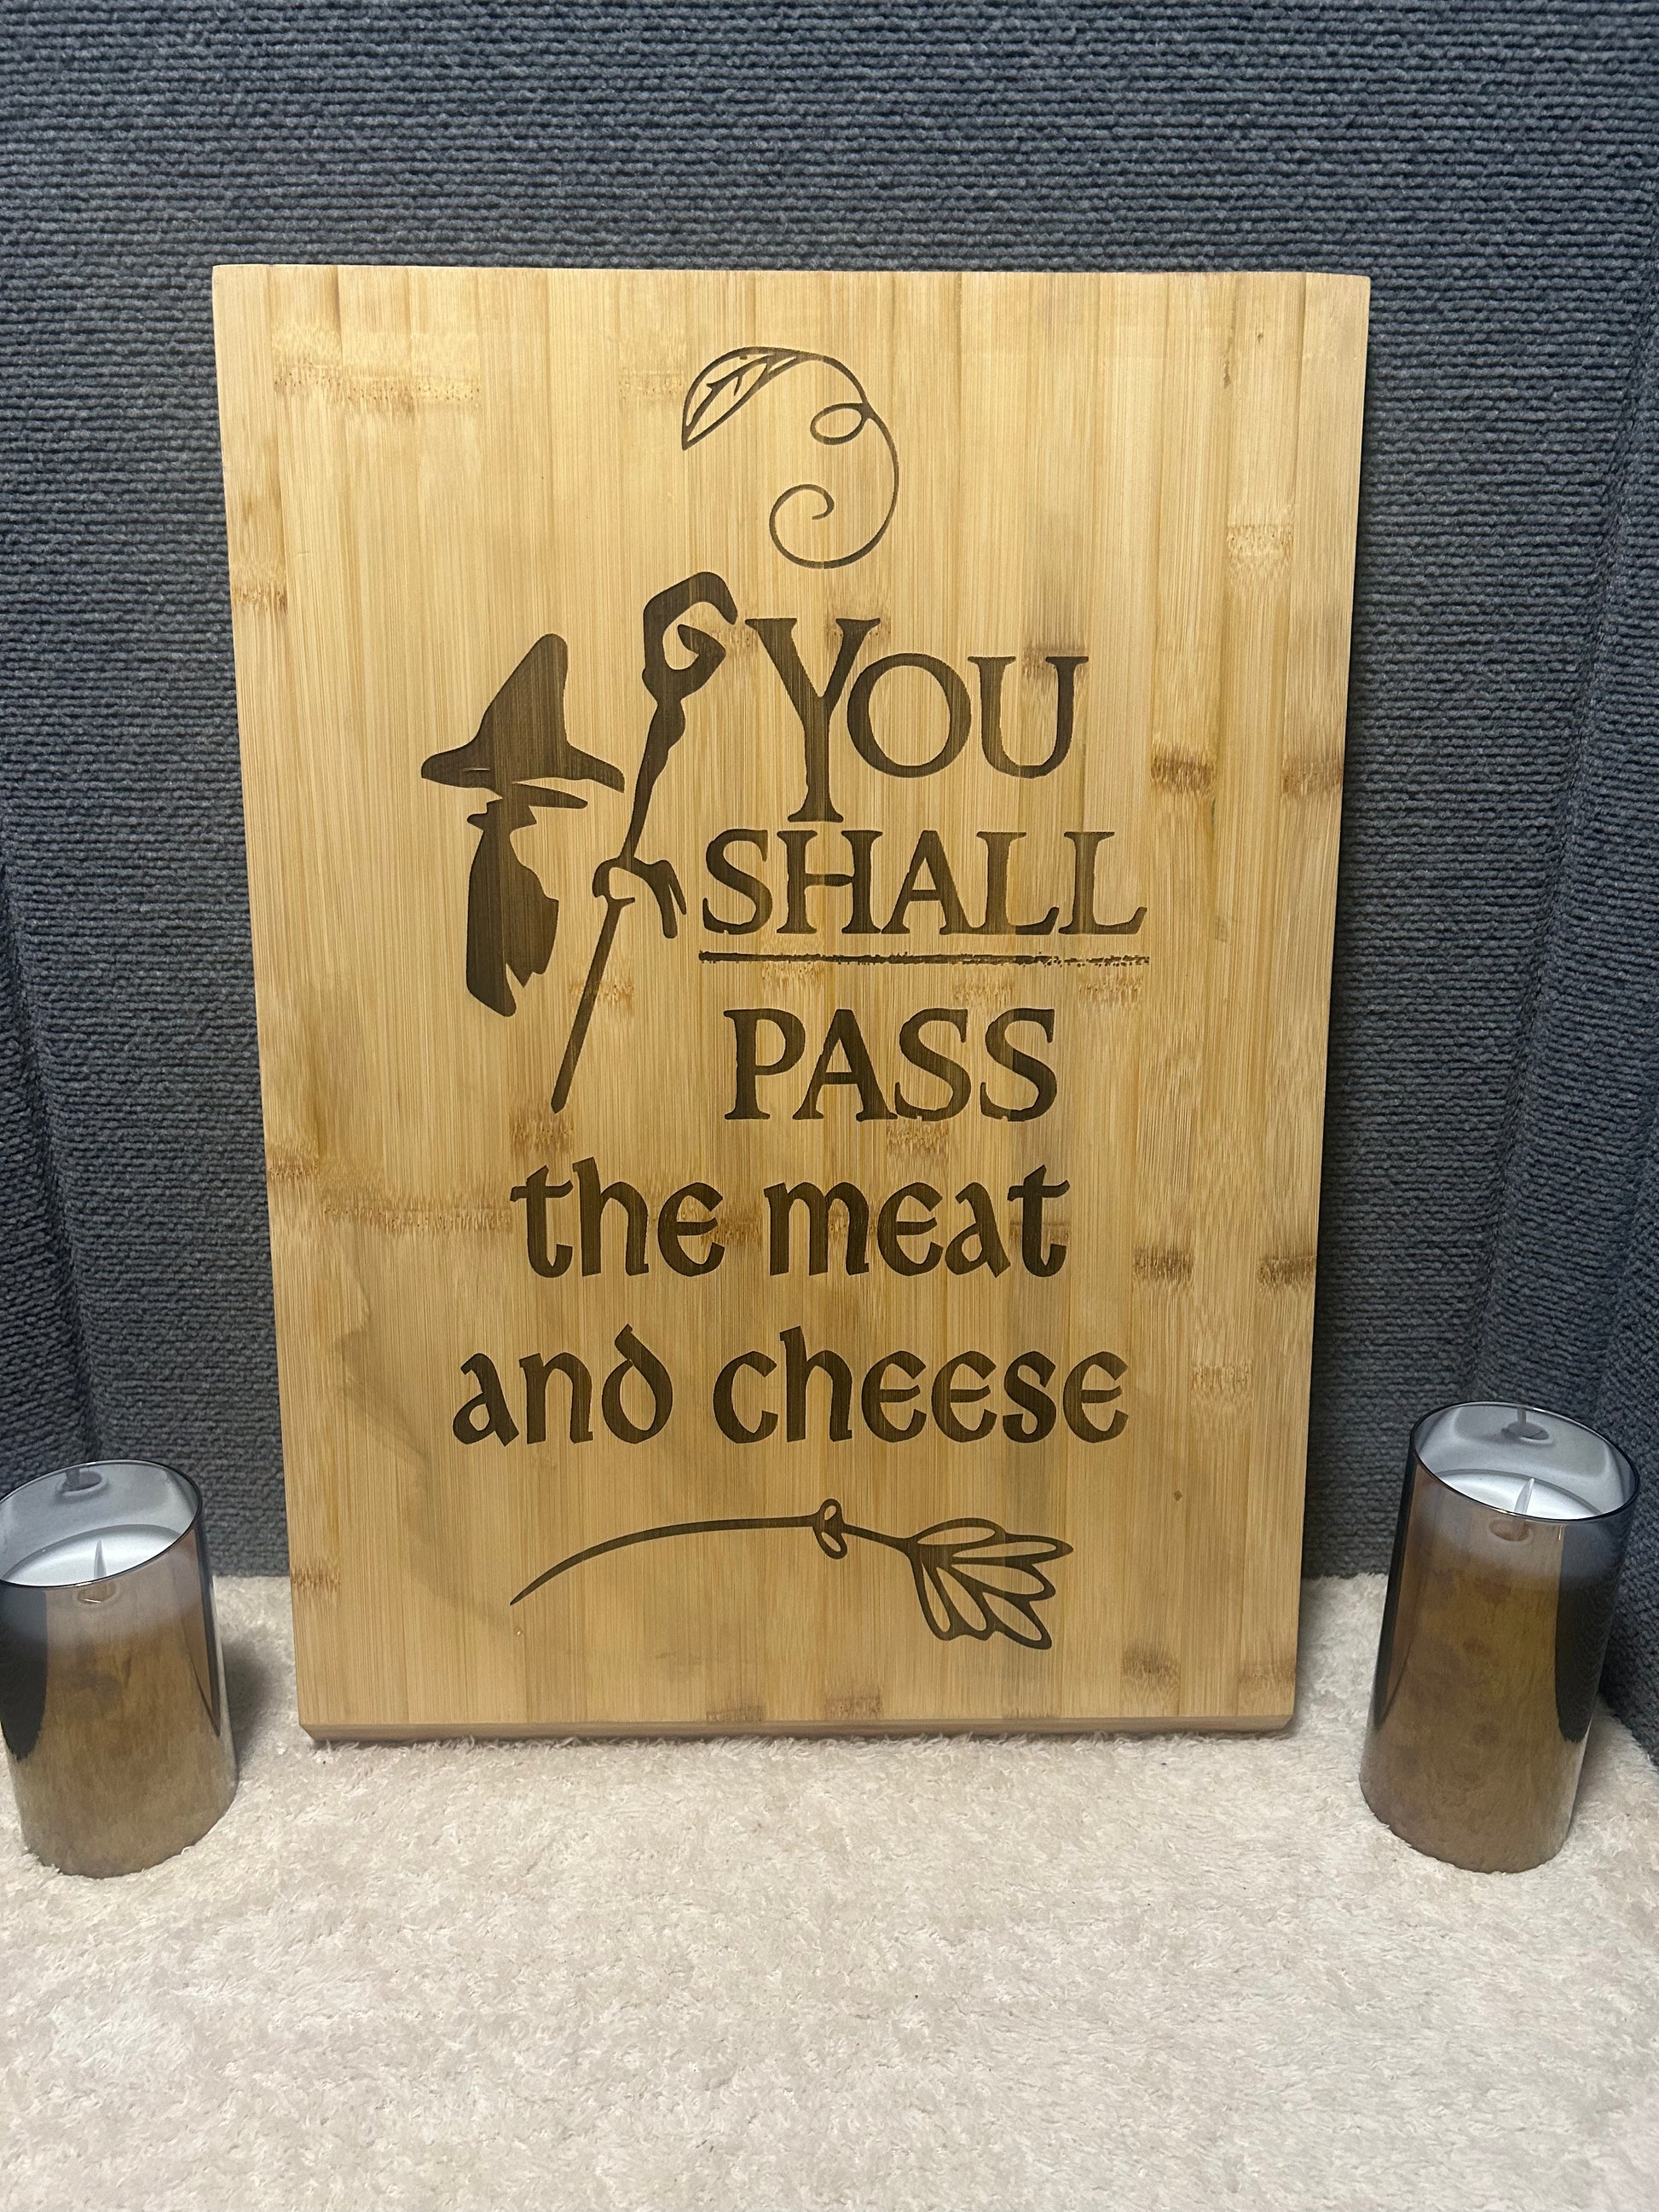 YOU
SHALL
PASS
the meat
and cheese